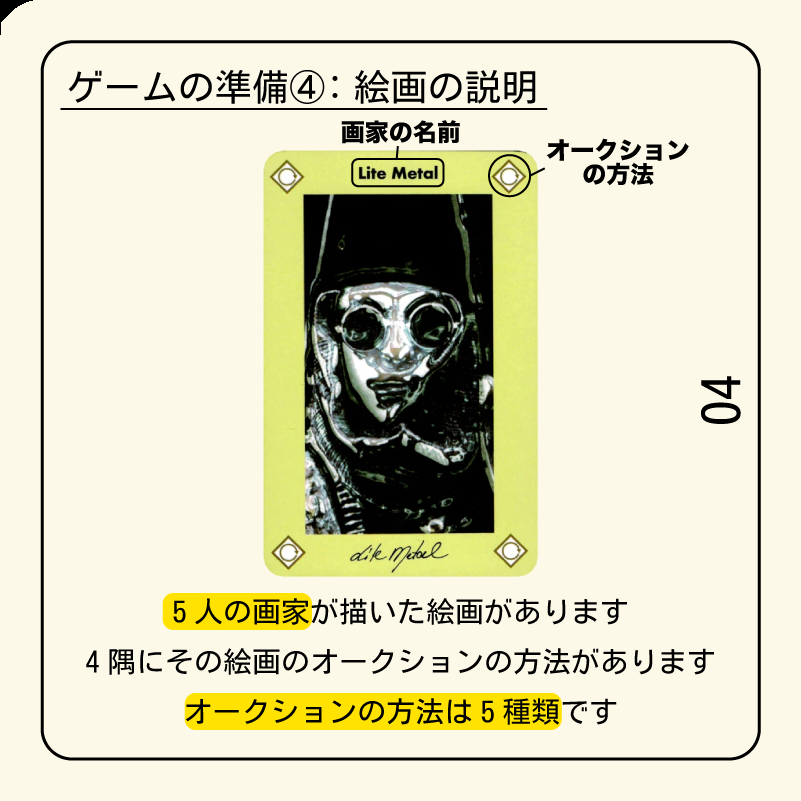 ゲームの準備④：絵画の説明
画家の名前
オークション
の方法
Lite Metal
04
Lite Metal
5人の画家が描いた絵画があります
4隅にその絵画のオークションの方法があります
オークションの方法は5種類です